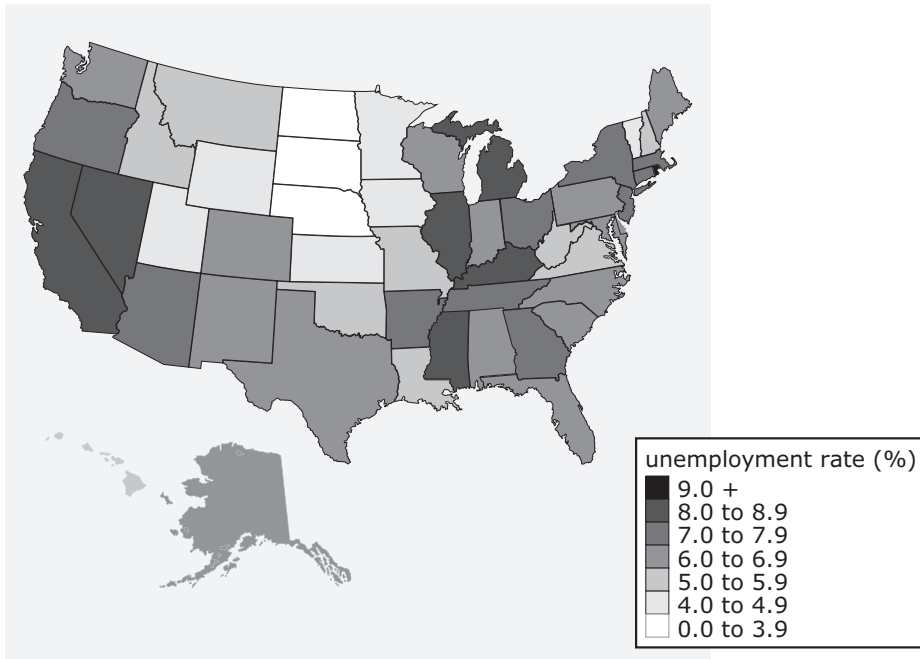 unemployment rate (%)
9.0 +
8.0 to 8.9
7.0 to 7.9
6.0 to 6.9
5.0 to 5.9
4.0 to 4.9
0.0 to 3.9